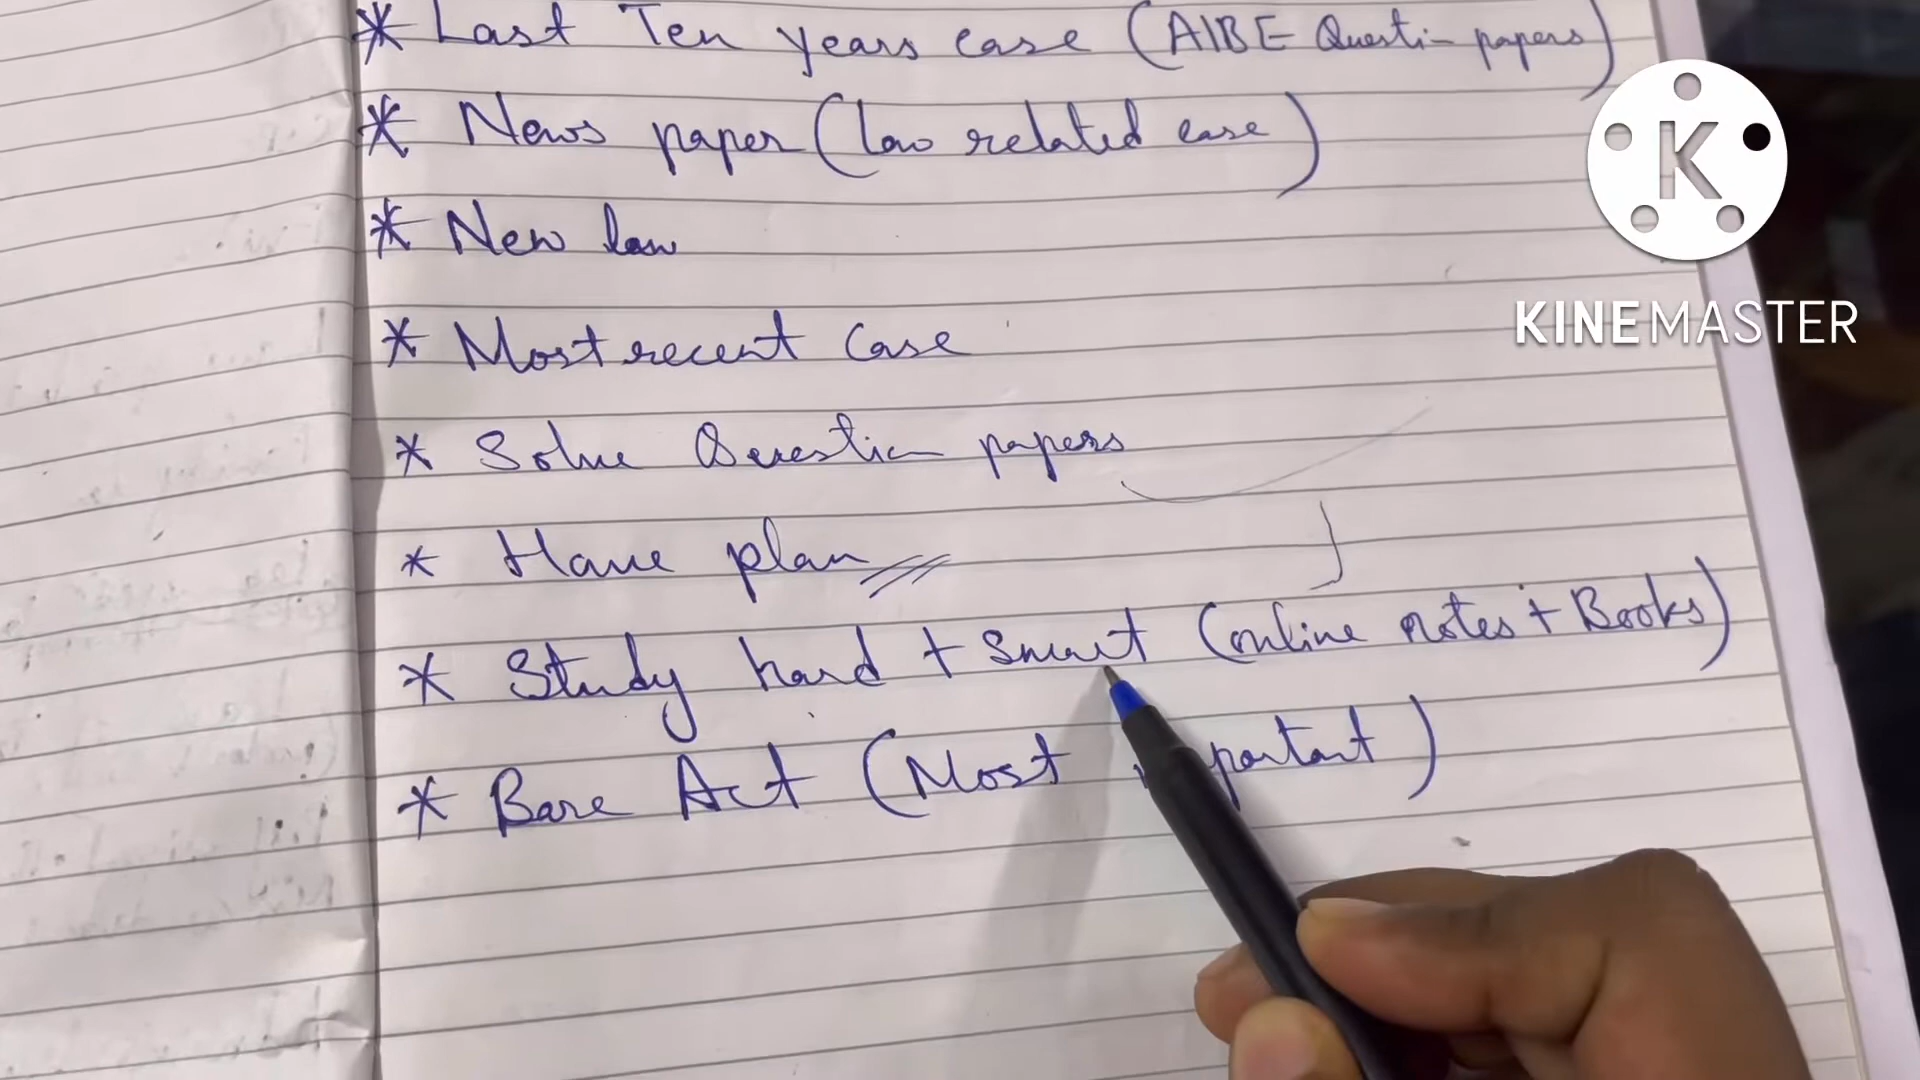 * Last Ten years case (AIBE Questin papers)
* News paper (law related case)
* New law
* Most recent Case
* Solve Question papers
* Have plan
* Study hard + Smart (online notes + Books)
* Bare Act (Most important)
K
KINEMASTER